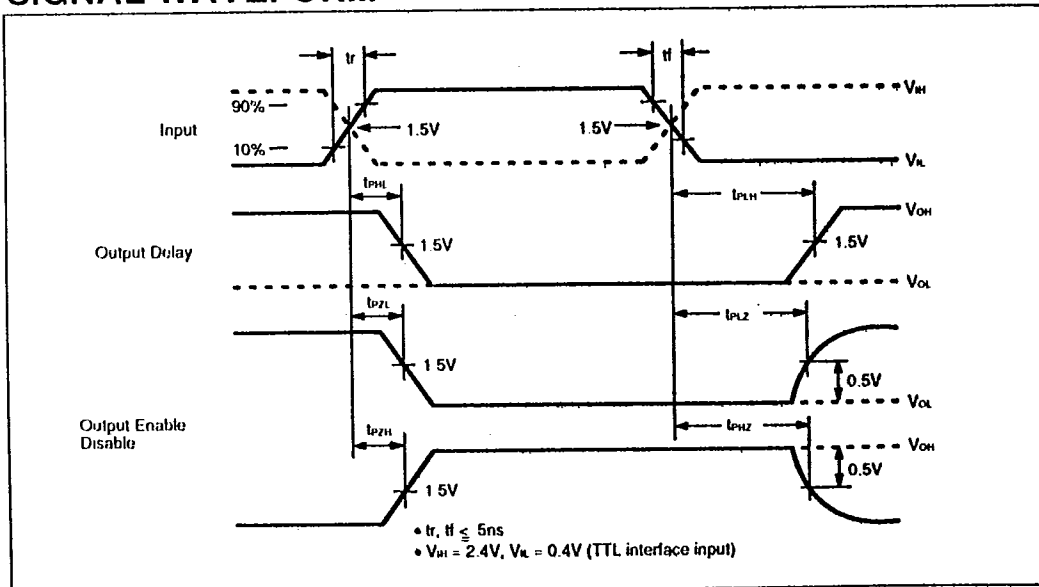 tr
tf
90%
VIH
Input
1.5V
1.5V
10%
VIL
tPHL
tPLH
VOH
Output Delay
1.5V
1.5V
VOL
tPZL
tPLZ
1 5V
0.5V
VOL
Output Enable
Disable
tPZH
tPHZ
VOH
0.5V
1 5V
• tr, tf ≦ 5ns
• VIH = 2.4V, VIL = 0.4V (TTL interface input)